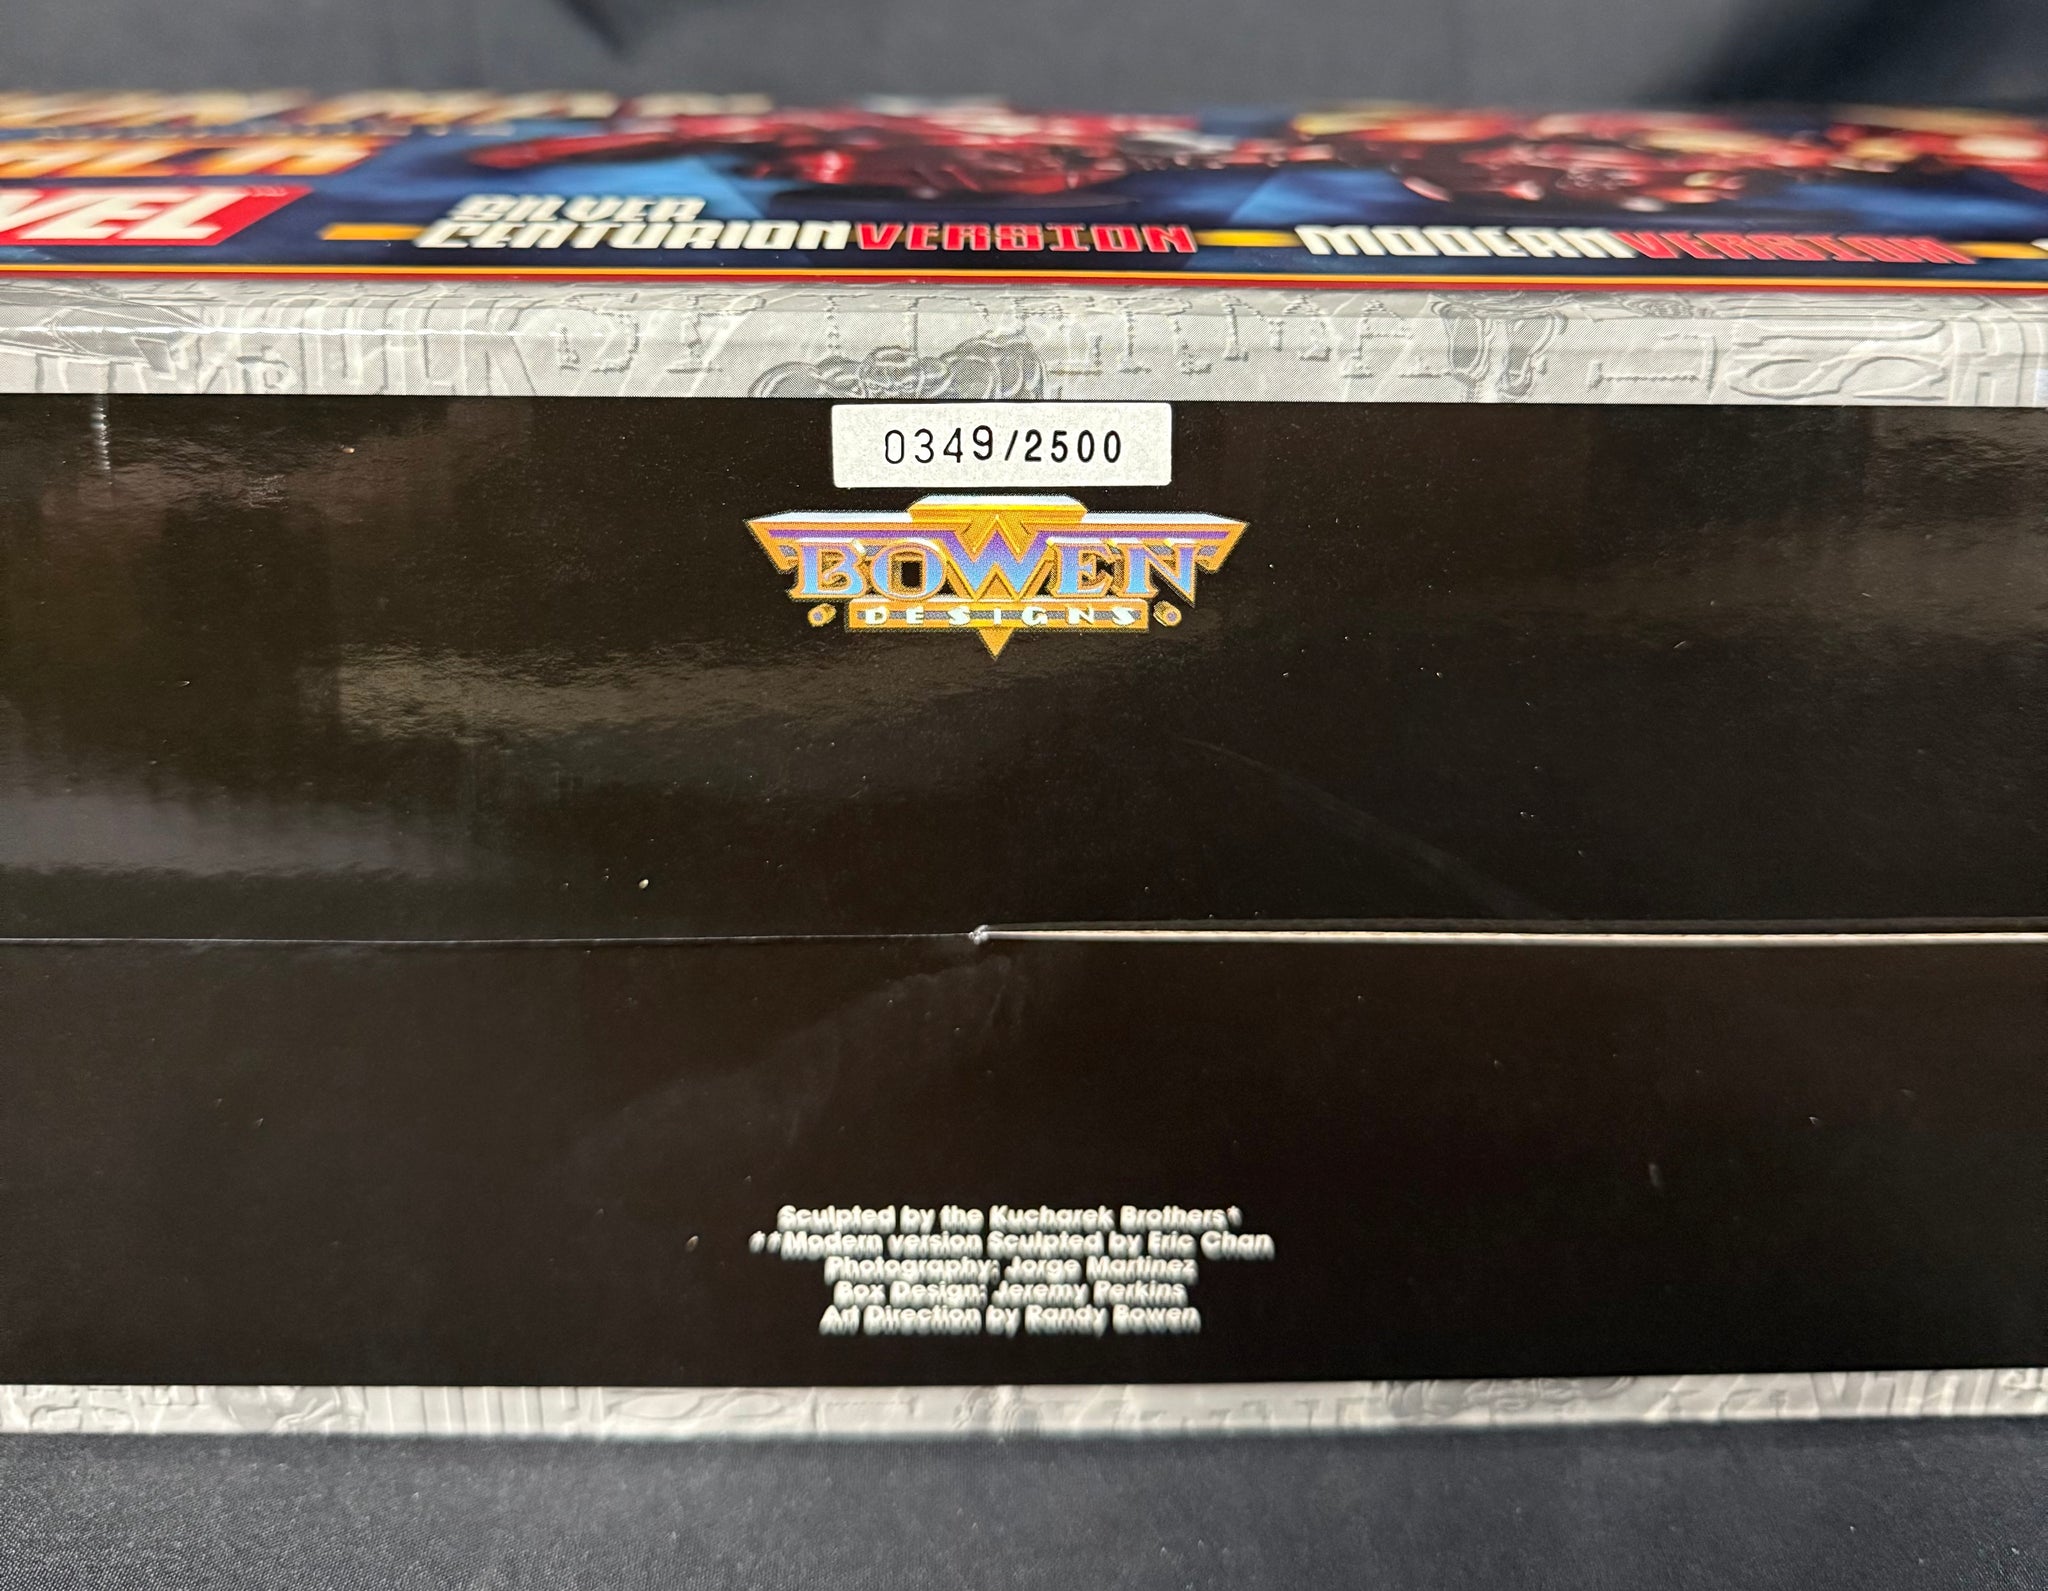 VEL
SILVER
CENTURION VERSION
MODERN VERSION
0349/2500
BOWEN
DESIGNS
Sculpted by the Kucharek Brothers*
**Modern version Sculpted by Eric Chan
Photography: Jorge Martinez
Box Design: Jeremy Perkins
Art Direction by Randy Bowen